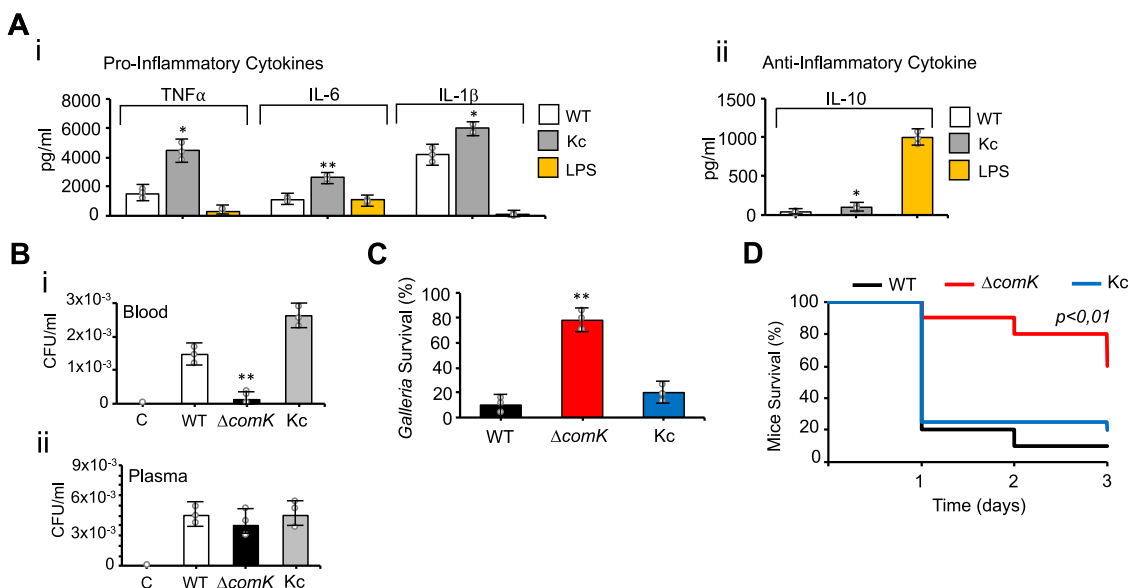 A
i
Pro-Inflammatory Cytokines
TNFα
IL-6
IL-1β
8000
6000
4000
2000
0
pg/ml
*
**
*
WT
Kc
LPS
ii
Anti-Inflammatory Cytokine
IL-10
1500
1000
500
0
pg/ml
*
WT
Kc
LPS
B
i
Blood
3x10-3
2x10-3
1x10-3
0
CFU/ml
**
C
WT
ΔcomK
Kc
ii
Plasma
9x10-3
6x10-3
3x10-3
0
CFU/ml
C
WT
ΔcomK
Kc
C
Galleria Survival (%)
100
80
60
40
20
0
**
WT
ΔcomK
Kc
D
WT
ΔcomK
Kc
p<0,01
Mice Survival (%)
100
80
60
40
20
0
1
2
3
Time (days)